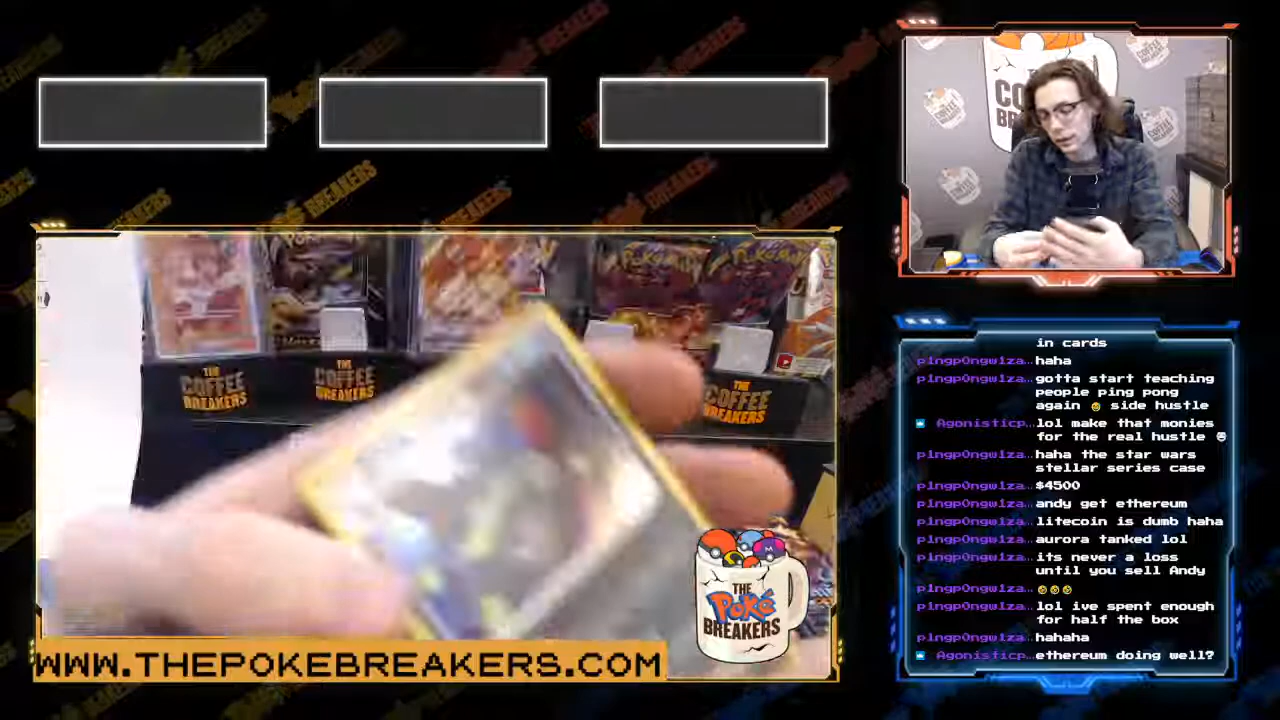 THE
COFFEE
BREAKERS
THE
COFFEE
BREAKERS
THE
COFFEE
BREAKERS
THE
Poké
BREAKERS
WWW.THEPOKEBREAKERS.COM
in cards
p1ngp0ngw1za… haha
p1ngp0ngw1za… gotta start teaching
people ping pong
again 😄 side hustle
Agonisticp… lol make that monies
for the real hustle
p1ngp0ngw1za… haha the star wars
stellar series case
p1ngp0ngw1za… $4500
p1ngp0ngw1za… andy get ethereum
p1ngp0ngw1za… litecoin is dumb haha
p1ngp0ngw1za… aurora tanked lol
p1ngp0ngw1za… its never a loss
until you sell Andy
p1ngp0ngw1za… 🤣🤣🤣
p1ngp0ngw1za… lol ive spent enough
for half the box
p1ngp0ngw1za… hahaha
Agonisticp… ethereum doing well?